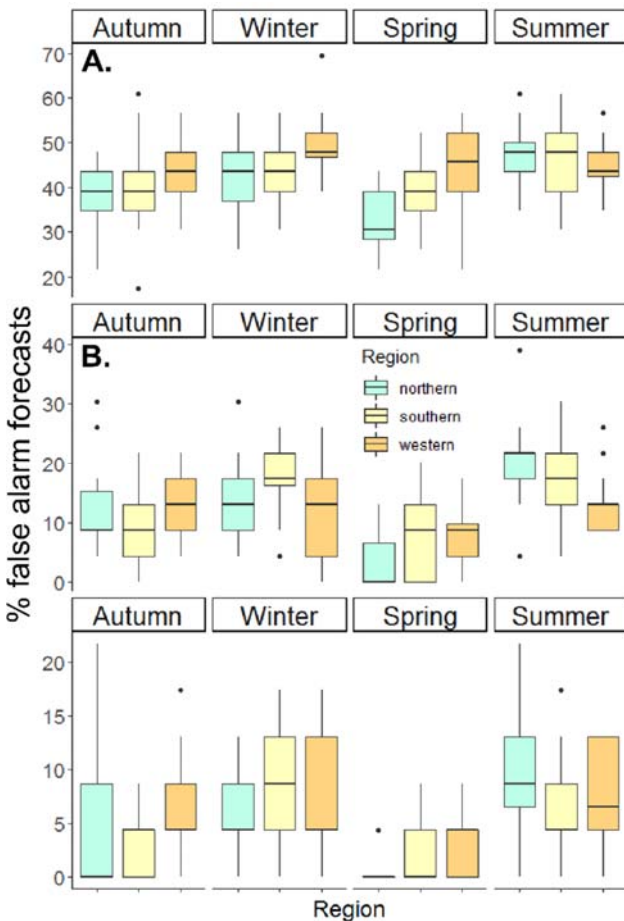 Autumn Winter Spring Summer
A.
70
60
50
40
30
20
% false alarm forecasts
Autumn Winter Spring Summer
B.
40
30
20
10
0
Region
northern
southern
western
Autumn Winter Spring Summer
20
15
10
5
0
Region